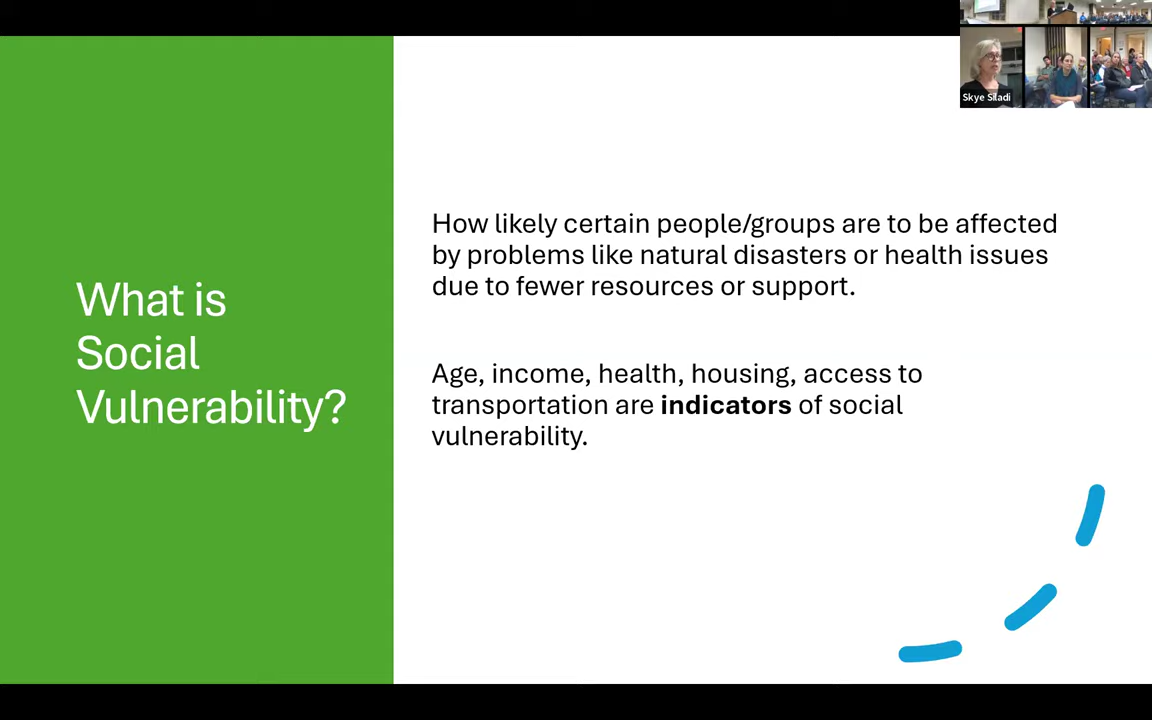 Skye Siladi
What is
Social
Vulnerability?
How likely certain people/groups are to be affected
by problems like natural disasters or health issues
due to fewer resources or support.
Age, income, health, housing, access to
transportation are indicators of social
vulnerability.